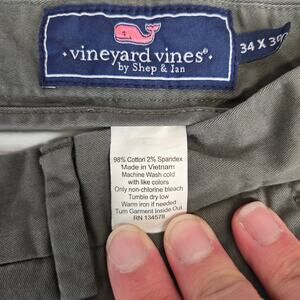 vineyard vines®
by Shep & Ian
34 X 30
98% Cotton 2% Spandex
Made in Vietnam
Machine Wash cold
with like colors
Only non-chlorine bleach
Tumble dry low
Warm iron if needed
Turn Garment Inside Out
RN 134578